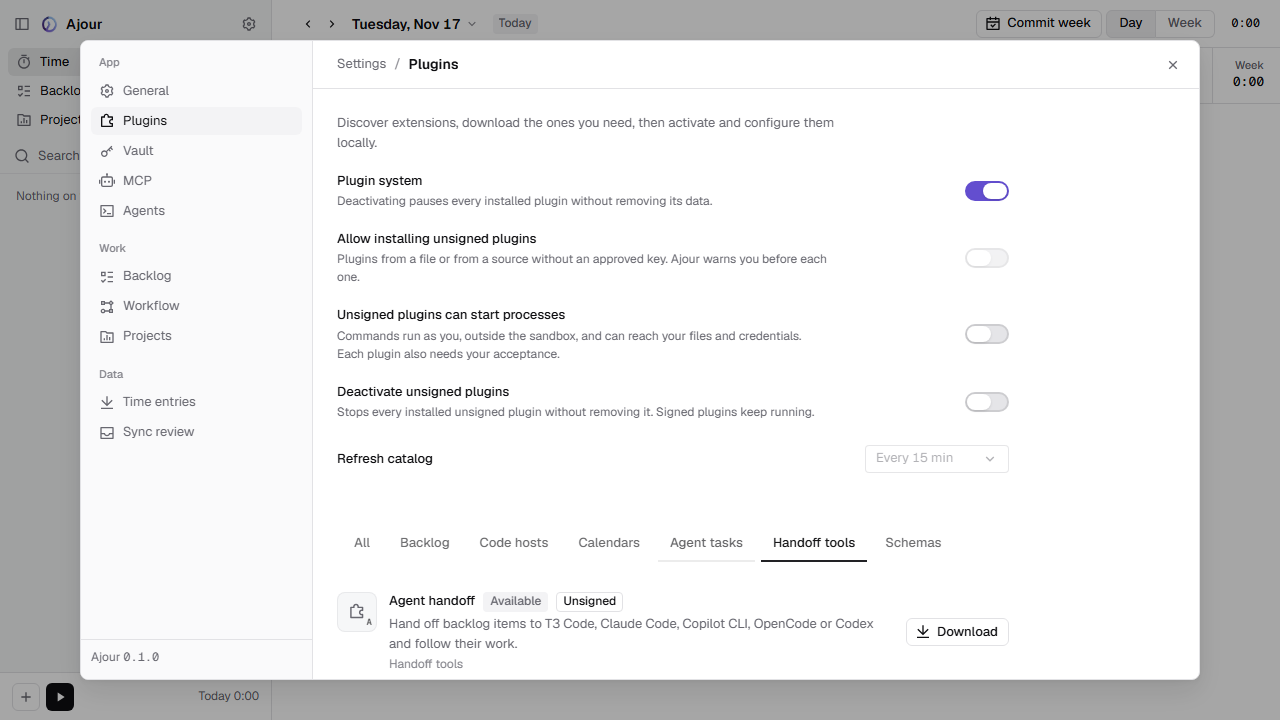 Ajour
Tuesday, Nov 17
Today
Commit week
Day
Week
0:00
Time
Backlo
Project
Search
Nothing on
Week
0:00
Today 0:00
App
General
Plugins
Vault
MCP
Agents
Work
Backlog
Workflow
Projects
Data
Time entries
Sync review
Ajour 0.1.0
Settings / Plugins
Discover extensions, download the ones you need, then activate and configure them
locally.
Plugin system
Deactivating pauses every installed plugin without removing its data.
Allow installing unsigned plugins
Plugins from a file or from a source without an approved key. Ajour warns you before each
one.
Unsigned plugins can start processes
Commands run as you, outside the sandbox, and can reach your files and credentials.
Each plugin also needs your acceptance.
Deactivate unsigned plugins
Stops every installed unsigned plugin without removing it. Signed plugins keep running.
Refresh catalog
Every 15 min
All
Backlog
Code hosts
Calendars
Agent tasks
Handoff tools
Schemas
A
Agent handoff
Available
Unsigned
Hand off backlog items to T3 Code, Claude Code, Copilot CLI, OpenCode or Codex
and follow their work.
Handoff tools
Download